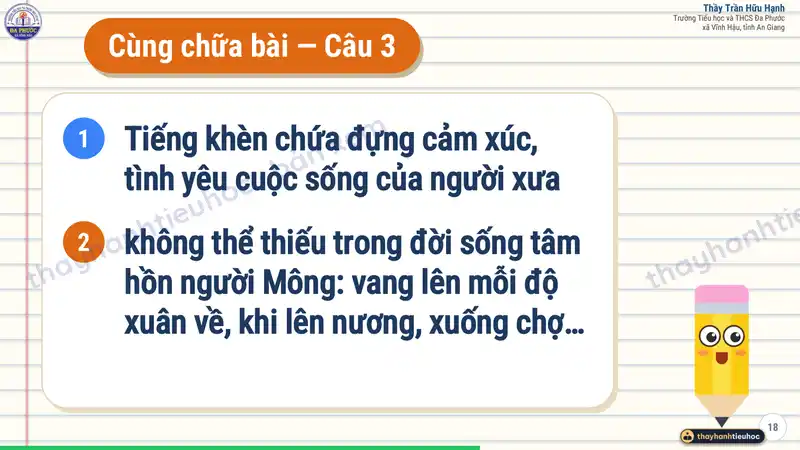 ĐA PHƯỚC
Thầy Trần Hữu Hạnh
Trường Tiểu học và THCS Đa Phước
xã Vĩnh Hậu, tỉnh An Giang
Cùng chữa bài – Câu 3
1 Tiếng khèn chứa đựng cảm xúc,
tình yêu cuộc sống của người xưa
2 không thể thiếu trong đời sống tâm
hồn người Mông: vang lên mỗi độ
xuân về, khi lên nương, xuống chợ…
thayhanhtieuhoc
18